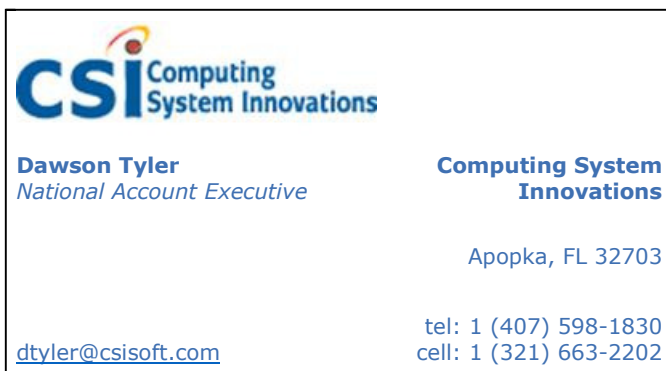 CSi Computing
System Innovations
Dawson Tyler
National Account Executive
Computing System
Innovations
Apopka, FL 32703
tel: 1 (407) 598-1830
dtyler@csisoft.com
cell: 1 (321) 663-2202